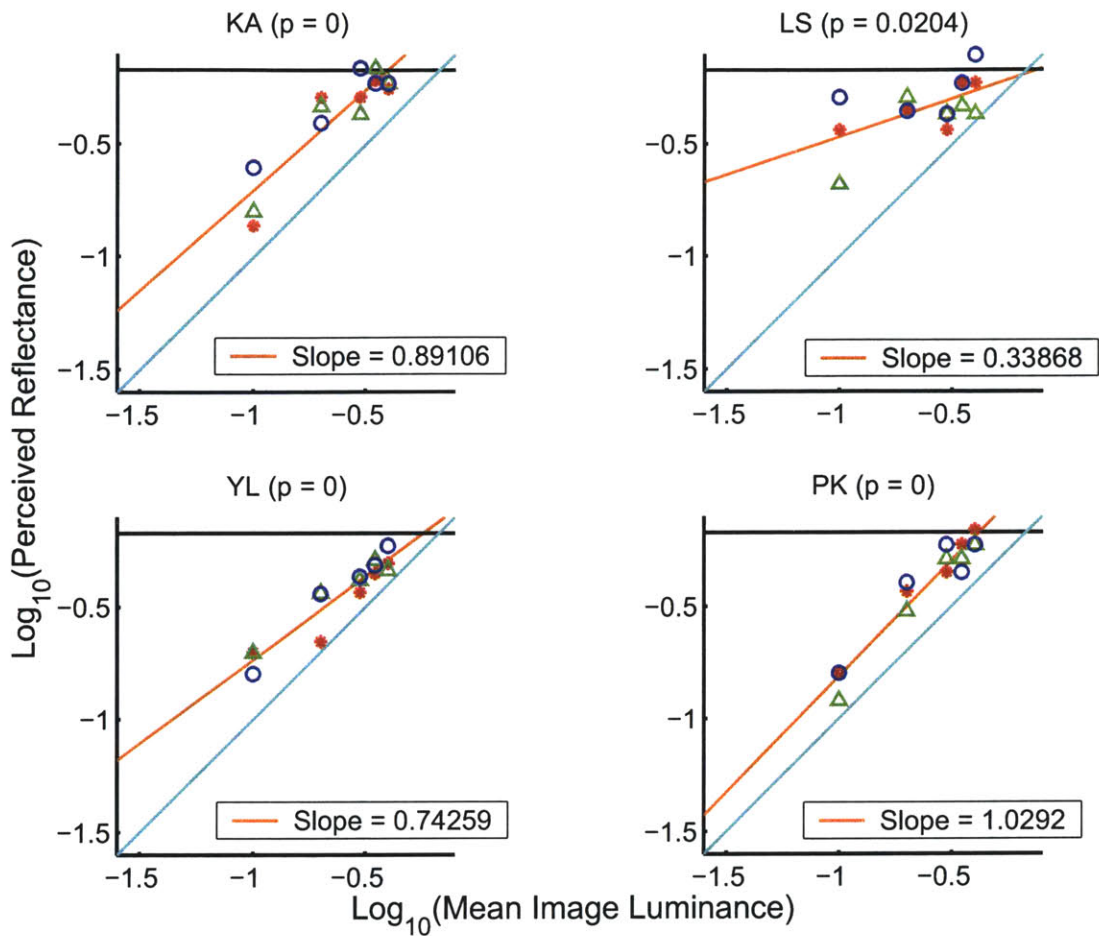 KA (p = 0)
LS (p = 0.0204)
−0.5
−1
−1.5
Slope = 0.89106
−1.5
−1
−0.5
−0.5
−1
−1.5
Slope = 0.33868
−1.5
−1
−0.5
Log10(Perceived Reflectance)
YL (p = 0)
PK (p = 0)
−0.5
−1
−1.5
Slope = 0.74259
−1.5
−1
−0.5
−0.5
−1
−1.5
Slope = 1.0292
−1.5
−1
−0.5
Log10(Mean Image Luminance)